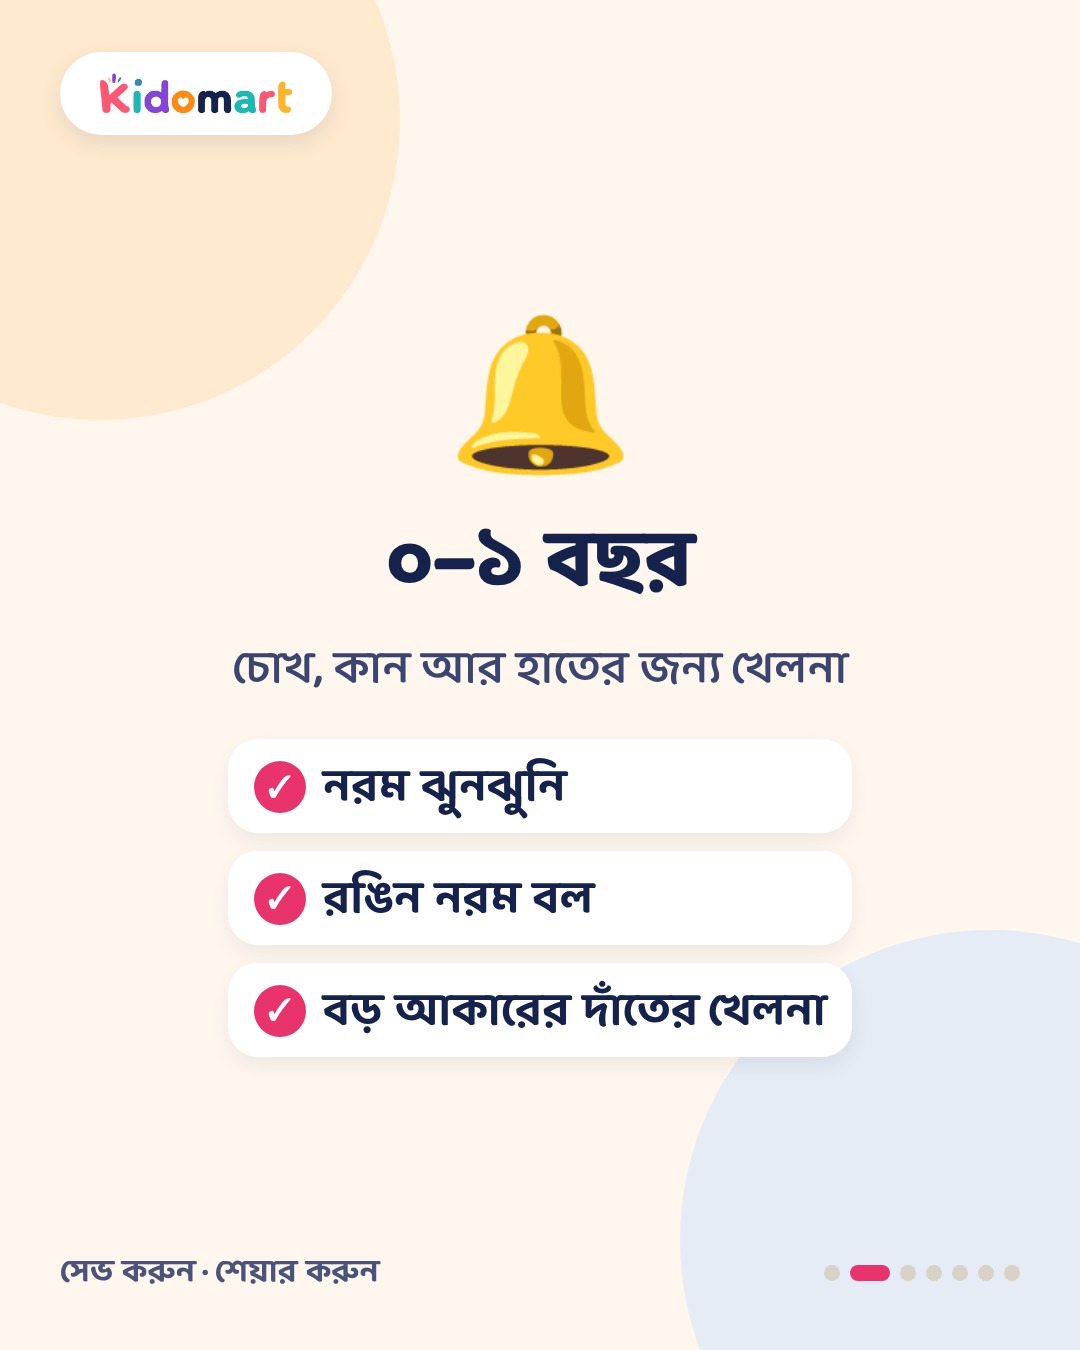 Kidomart
০–১ বছর
চোখ, কান আর হাতের জন্য খেলনা
✓ নরম ঝুনঝুনি
✓ রঙিন নরম বল
✓ বড় আকারের দাঁতের খেলনা
সেভ করুন · শেয়ার করুন